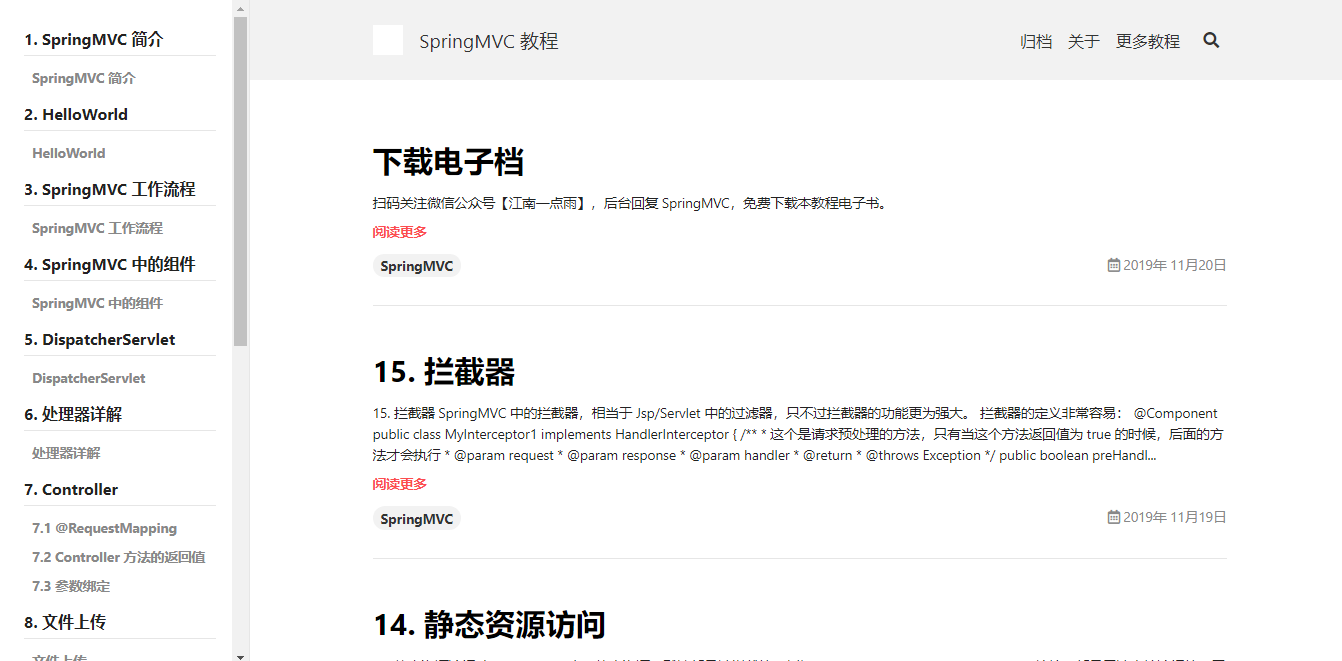 1. SpringMVC 简介
SpringMVC 简介
2. HelloWorld
HelloWorld
3. SpringMVC 工作流程
SpringMVC 工作流程
4. SpringMVC 中的组件
SpringMVC 中的组件
5. DispatcherServlet
DispatcherServlet
6. 处理器详解
处理器详解
7. Controller
7.1 @RequestMapping
7.2 Controller 方法的返回值
7.3 参数绑定
8. 文件上传
文件上传
SpringMVC 教程
归档 关于 更多教程
下载电子档
扫码关注微信公众号【江南一点雨】，后台回复 SpringMVC，免费下载本教程电子书。
阅读更多
SpringMVC
2019年 11月20日
15. 拦截器
15. 拦截器 SpringMVC 中的拦截器，相当于 Jsp/Servlet 中的过滤器，只不过拦截器的功能更为强大。 拦截器的定义非常容易： @Component
public class MyInterceptor1 implements HandlerInterceptor { /** * 这个是请求预处理的方法，只有当这个方法返回值为 true 的时候，后面的方
法才会执行 * @param request * @param response * @param handler * @return * @throws Exception */ public boolean preHandl...
阅读更多
SpringMVC
2019年 11月19日
14. 静态资源访问